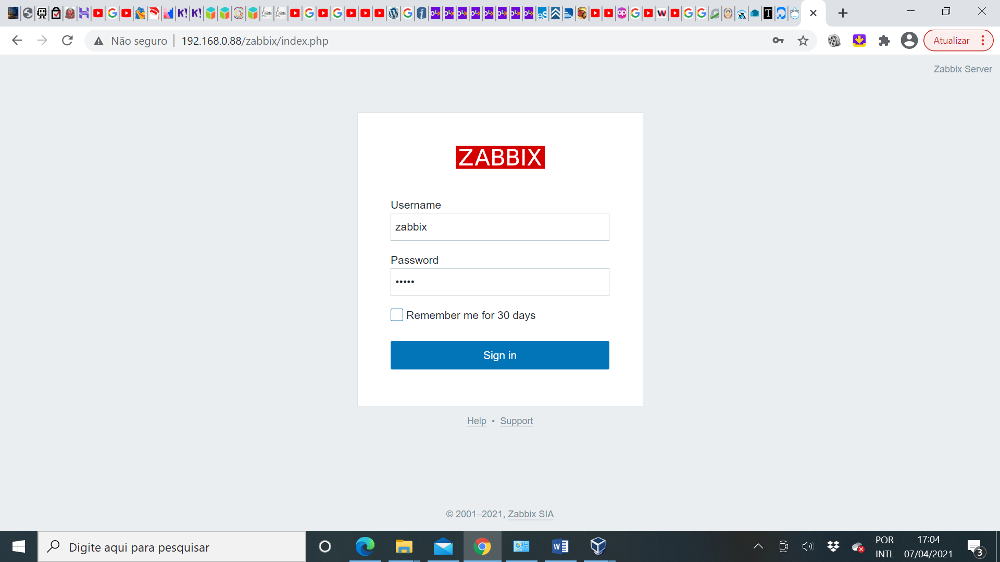 Não seguro
192.168.0.88/zabbix/index.php
Atualizar
Zabbix Server
ZABBIX
Username
zabbix
Password
•••••
Remember me for 30 days
Sign in
Help • Support
© 2001–2021, Zabbix SIA
Digite aqui para pesquisar
POR
INTL
17:04
07/04/2021
3